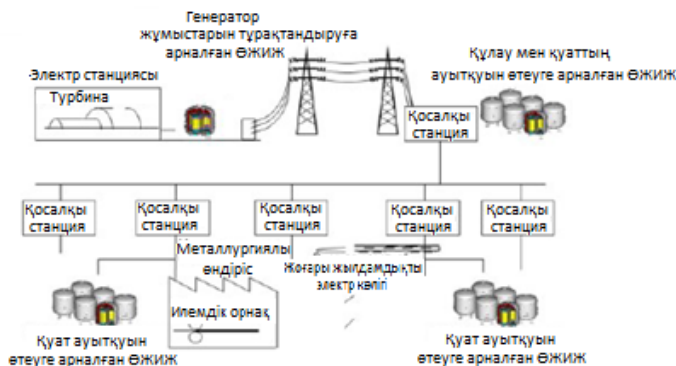 Генератор
жұмыстарын тұрақтандыруға
арналған ӨЖИЖ
Құлау мен қуаттың
ауытқуын өтеуге арналған ӨЖИЖ
Электр станциясы
Турбина
Қосалқы
станция
Қосалқы
станция
Қосалқы
станция
Қосалқы
станция
Қосалқы
станция
Қосалқы
станция
Металлургиялы
өндіріс
Жоғары жылдамдықты
электр көлігі
Илемдік орнақ
Қуат ауытқуын
өтеуге арналған ӨЖИЖ
Қуат ауытқуын
өтеуге арналған ӨЖИЖ